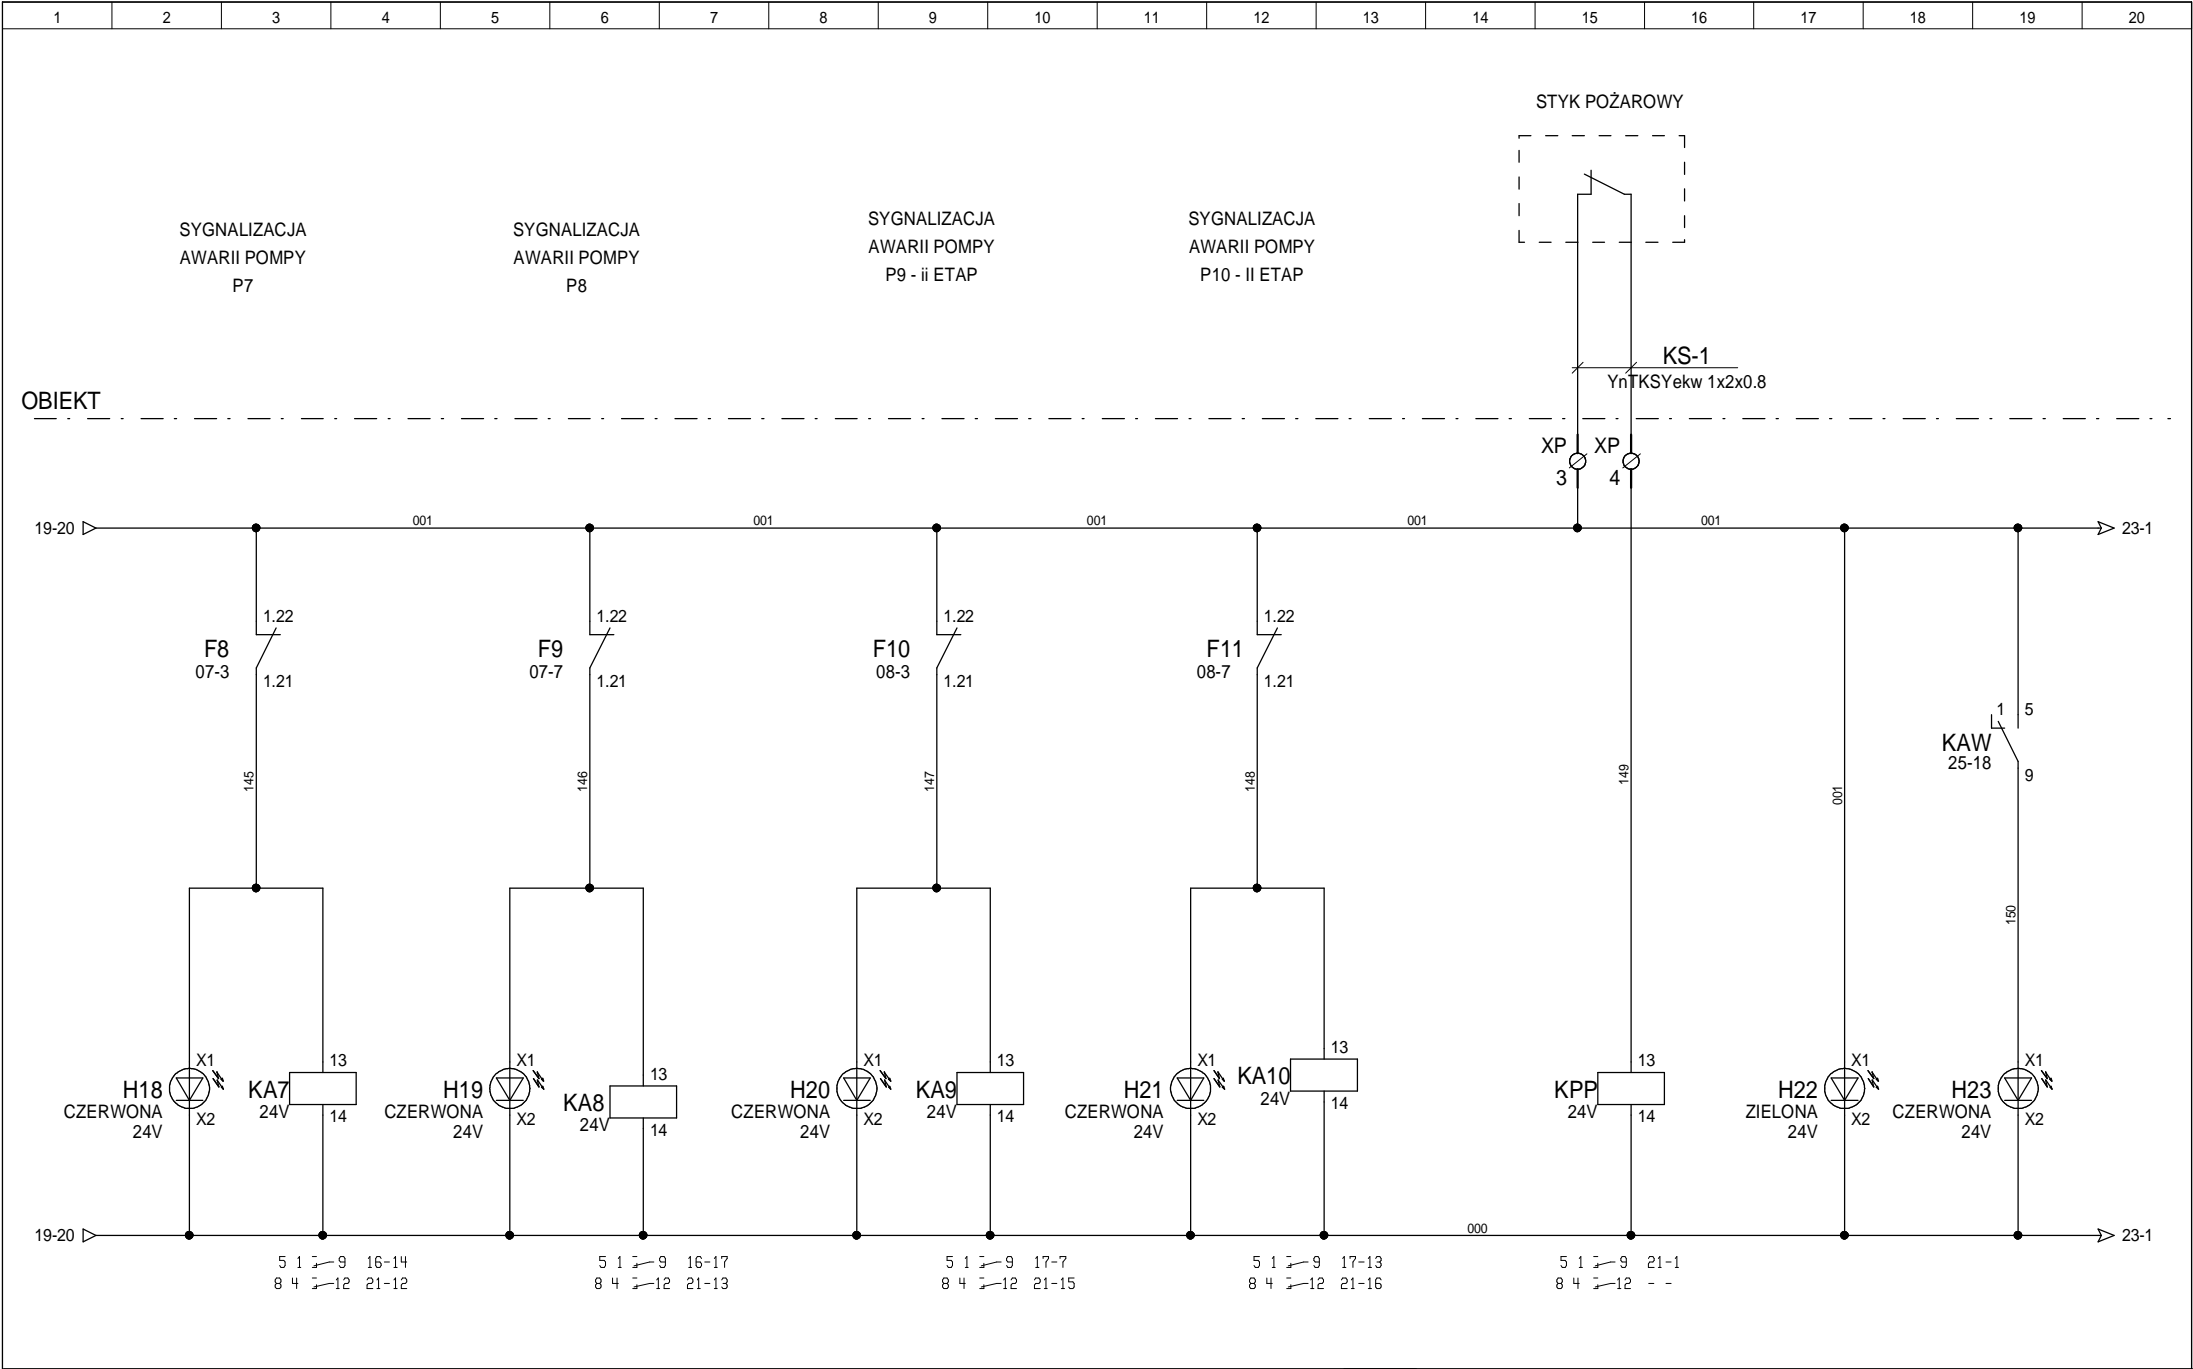 1 2 3 4 5 6 7 8 9 10 11 12 13 14 15 16 17 18 19 20
STYK POŻAROWY
SYGNALIZACJA
AWARII POMPY
P7
SYGNALIZACJA
AWARII POMPY
P8
SYGNALIZACJA
AWARII POMPY
P9 - ii ETAP
SYGNALIZACJA
AWARII POMPY
P10 - II ETAP
KS-1
YnTKSYekw 1x2x0.8
OBIEKT
XP
3
XP
4
19-20
001
001
001
001
001
23-1
1.22
F8
07-3
1.21
1.22
F9
07-7
1.21
1.22
F10
08-3
1.21
1.22
F11
08-7
1.21
1 5
KAW
25-18
9
145
146
147
148
149
001
150
X1
H18
CZERWONA
24V
X2
13
KA7
24V
14
X1
H19
CZERWONA
24V
X2
13
KA8
24V
14
X1
H20
CZERWONA
24V
X2
13
KA9
24V
14
X1
H21
CZERWONA
24V
X2
13
KA10
24V
14
13
KPP
24V
14
X1
H22
ZIELONA
24V
X2
X1
H23
CZERWONA
24V
X2
19-20
000
23-1
5 1 9 16-14
8 4 12 21-12
5 1 9 16-17
8 4 12 21-13
5 1 9 17-7
8 4 12 21-15
5 1 9 17-13
8 4 12 21-16
5 1 9 21-1
8 4 12 - -